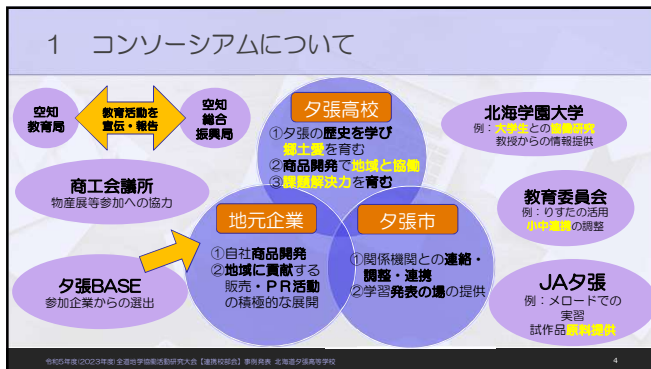 1 コンソーシアムについて
空知
教育局
教育活動を
宣伝・報告
空知
総合
振興局
夕張高校
①夕張の歴史を学び
郷土愛を育む
②商品開発で地域と協働
③課題解決力を育む
北海学園大学
例：大学生との協働研究
教授からの情報提供
商工会議所
物産展等参加への協力
教育委員会
例：りすたの活用
小中連携の調整
地元企業
①自社商品開発
②地域に貢献する
販売・PR活動
の積極的な展開
夕張市
①関係機関との連絡・
調整・連携
②学習発表の場の提供
夕張BASE
参加企業からの選出
JA夕張
例：メロードでの
実習
試作品原料提供
令和5年度(2023年度)全道地学協働活動研究大会【連携校部会】事例発表 北海道夕張高等学校
4